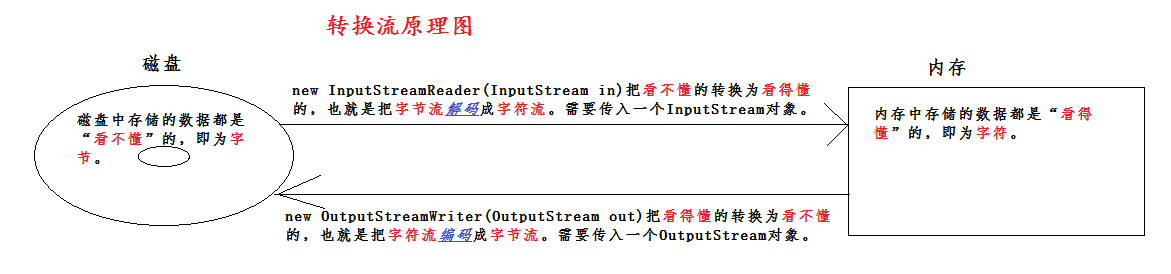 转换流原理图
磁盘
内存
new InputStreamReader(InputStream in)把看不懂的转换为看得懂
的，也就是把字节流解码成字符流。需要传入一个InputStream对象。
磁盘中存储的数据都是
“看不懂”的，即为字
节。
内存中存储的数据都是“看得
懂”的，即为字符。
new OutputStreamWriter(OutputStream out)把看得懂的转换为看不懂
的，也就是把字符流编码成字节流。需要传入一个OutputStream对象。